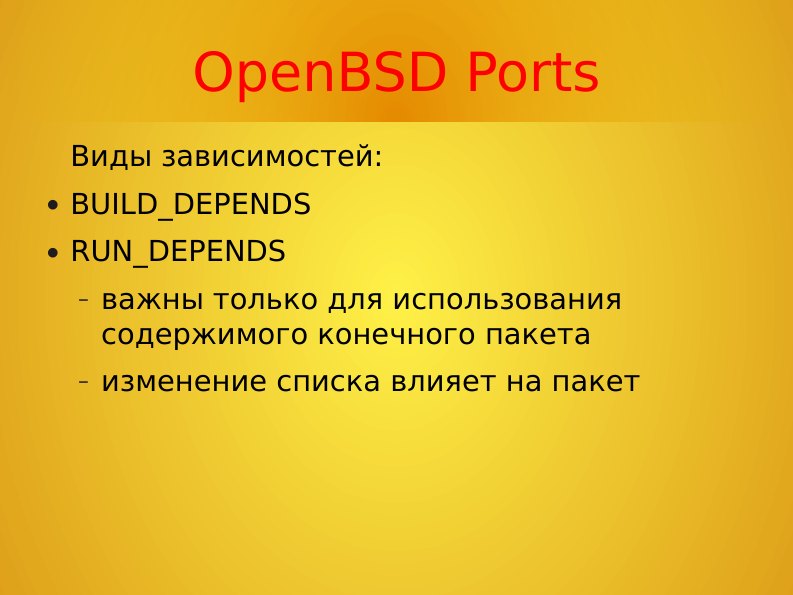 OpenBSD Ports
Виды зависимостей:
• BUILD_DEPENDS
• RUN_DEPENDS
– важны только для использования
содержимого конечного пакета
– изменение списка влияет на пакет